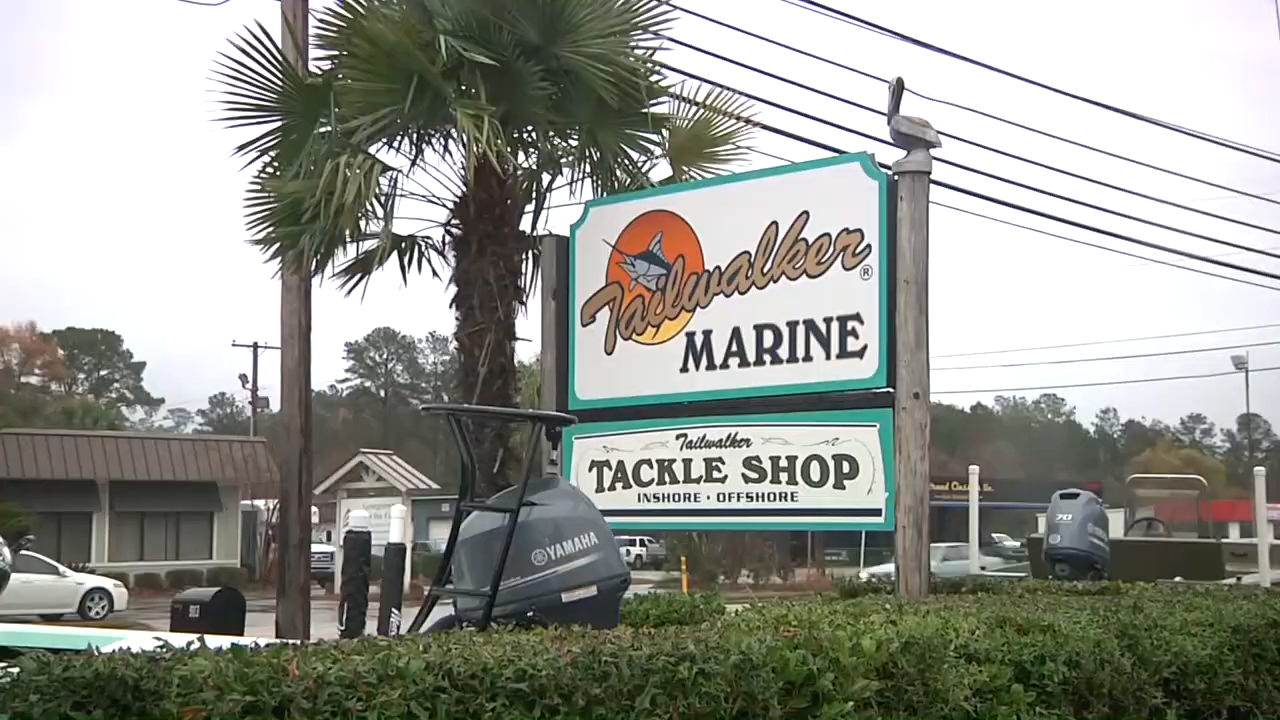 Tailwalker®
MARINE
Tailwalker
TACKLE SHOP
INSHORE • OFFSHORE
YAMAHA
70